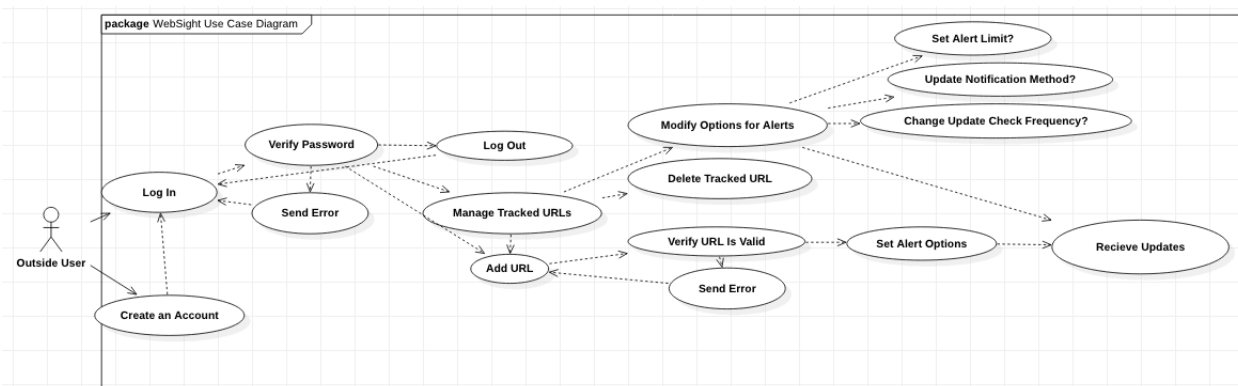 package WebSight Use Case Diagram
Set Alert Limit?
Update Notification Method?
Change Update Check Frequency?
Modify Options for Alerts
Verify Password
Log Out
Delete Tracked URL
Log In
Send Error
Manage Tracked URLs
Verify URL Is Valid
Set Alert Options
Recieve Updates
Outside User
Add URL
Send Error
Create an Account